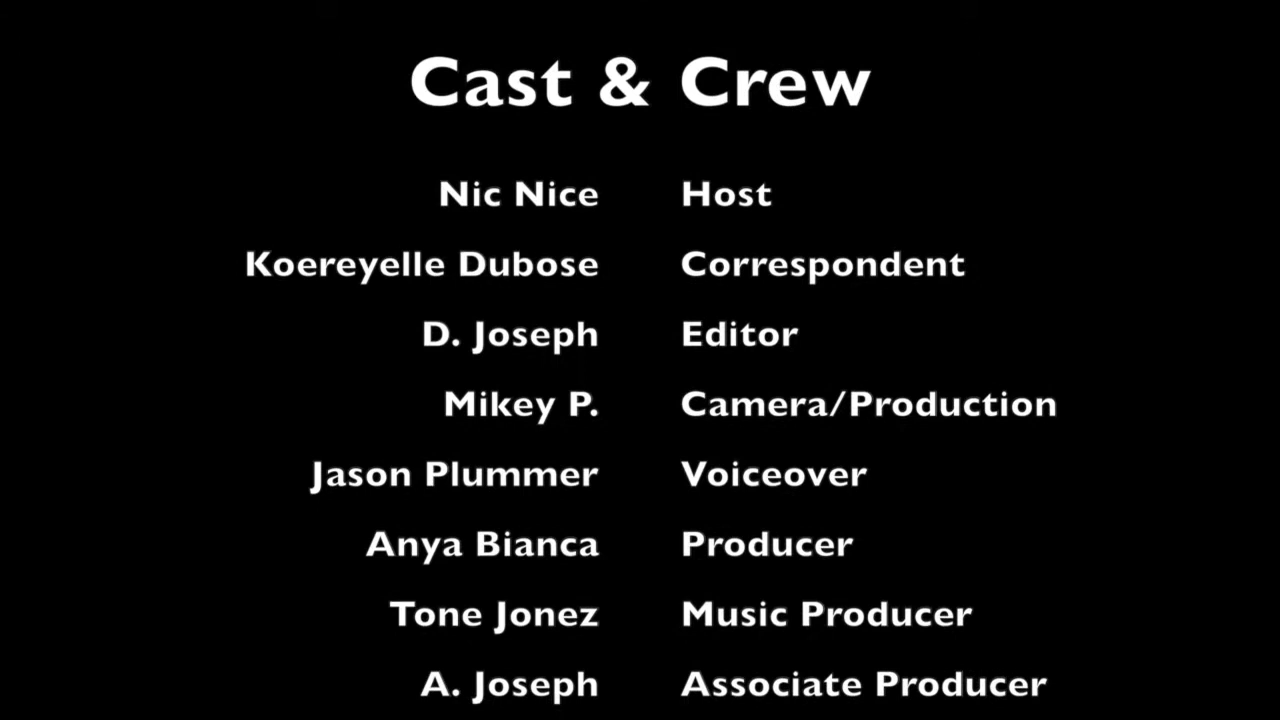 Cast & Crew
Nic Nice Host
Koereyelle Dubose Correspondent
D. Joseph Editor
Mikey P. Camera/Production
Jason Plummer Voiceover
Anya Bianca Producer
Tone Jonez Music Producer
A. Joseph Associate Producer